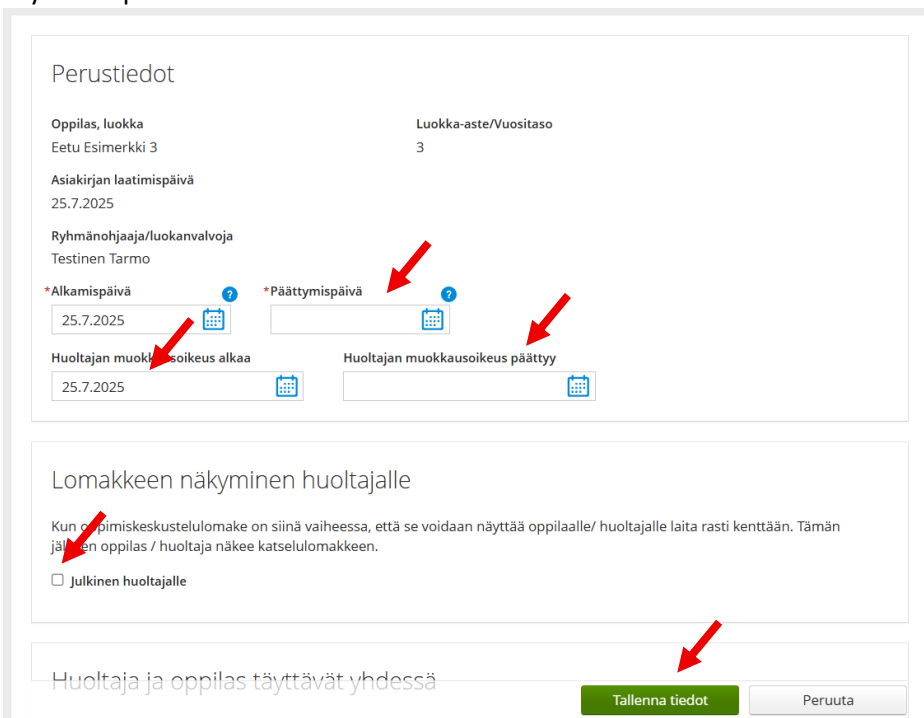 Perustiedot
Oppilas, luokka Luokka-aste/Vuositaso
Eetu Esimerkki 3 3
Asiakirjan laatimispäivä
25.7.2025
Ryhmänohjaaja/luokanvalvoja
Testinen Tarmo
*Alkamispäivä ? *Päättymispäivä ?
25.7.2025
Huoltajan muokkausoikeus alkaa Huoltajan muokkausoikeus päättyy
25.7.2025
Lomakkeen näkyminen huoltajalle
Kun oppimiskeskustelulomake on siinä vaiheessa, että se voidaan näyttää oppilaalle/ huoltajalle laita rasti kenttään. Tämän
jälkeen oppilas / huoltaja näkee katselulomakkeen.
Julkinen huoltajalle
Huoltaja ja oppilas täyttävät yhdessä
Tallenna tiedot Peruuta